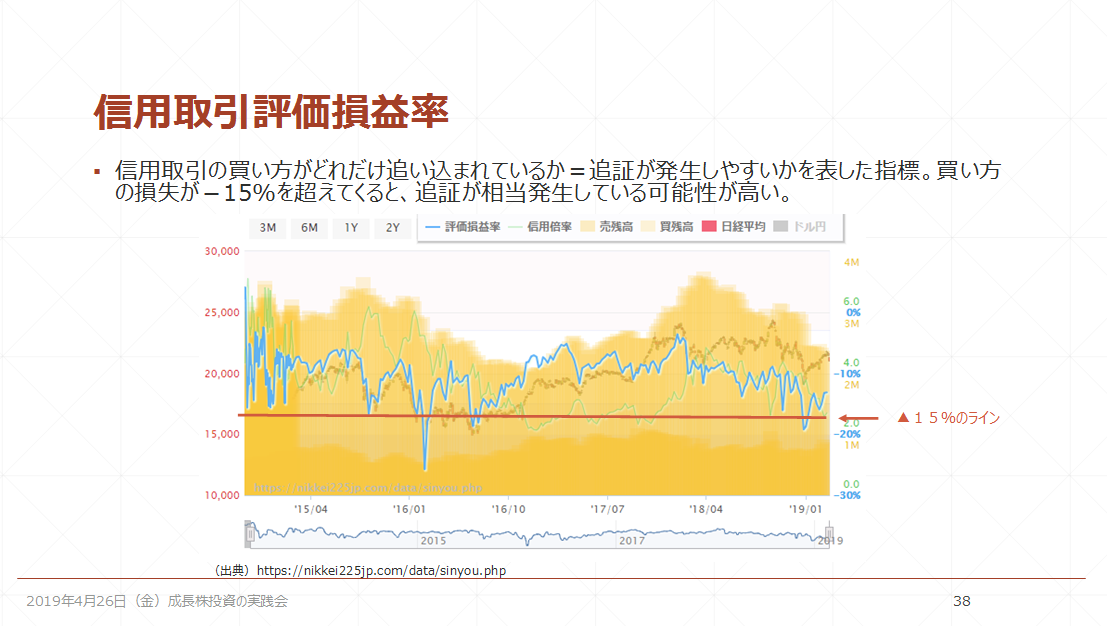 信用取引評価損益率
▪ 信用取引の買い方がどれだけ追い込まれているか＝追証が発生しやすいかを表した指標。買い方
の損失が－15%を超えてくると、追証が相当発生している可能性が高い。
3M 6M 1Y 2Y 評価損益率 信用倍率 売残高 買残高 日経平均 ドル円
30,000
4M
6.0
25,000 0%
3M
4.0
20,000 -10%
2M
▲１５%のライン
2.0
15,000 -20%
1M
https://nikkei225jp.com/data/sinyou.php
0.0
10,000 -30%
'15/04 '16/01 '16/10 '17/07 '18/04 '19/01
2015 2017 2019
（出典）https://nikkei225jp.com/data/sinyou.php
2019年4月26日（金）成長株投資の実践会 38